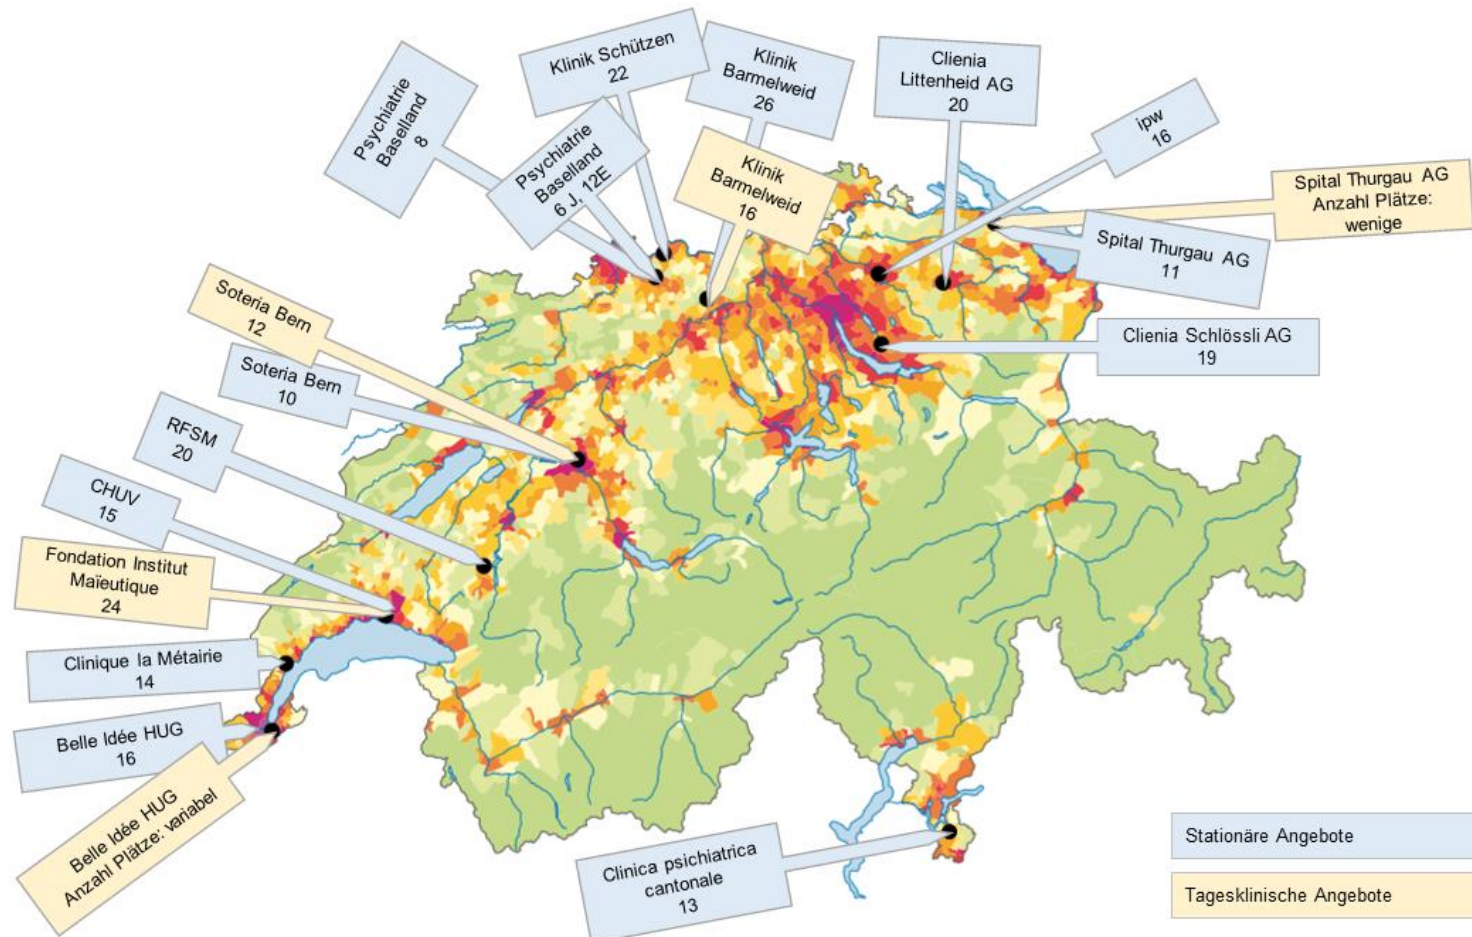 Psychiatrie
Baselland
8
Klinik Schützen
22
Psychiatrie
Baselland
6 J, 12E
Klinik
Barmelweid
26
Klinik
Barmelweid
16
Clienia
Littenheid AG
20
ipw
16
Spital Thurgau AG
Anzahl Plätze:
wenige
Spital Thurgau AG
11
Clienia Schlössli AG
19
Soteria Bern
12
Soteria Bern
10
RFSM
20
CHUV
15
Fondation Institut
Maïeutique
24
Clinique la Métairie
14
Belle Idée HUG
16
Belle Idée HUG
Anzahl Plätze: variabel
Clinica psichiatrica
cantonale
13
Stationäre Angebote
Tagesklinische Angebote